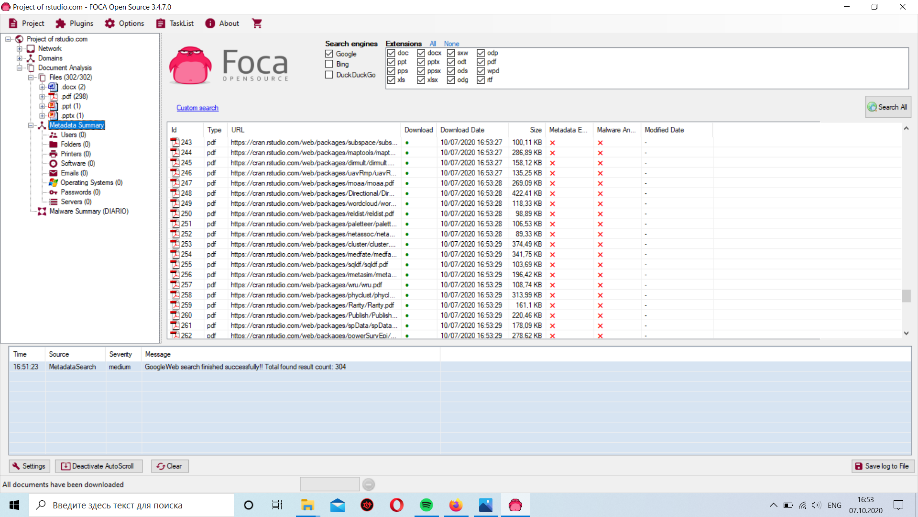 Project of rstudio.com - FOCA Open Source 3.4.7.0
Project Plugins Options TaskList About
Project of rstudio.com
Network
Domains
Document Analysis
Files (302/302)
.docx (2)
.pdf (298)
.ppt (1)
.pptx (1)
Metadata Summary
Users (0)
Folders (0)
Printers (0)
Software (0)
Emails (0)
Operating Systems (0)
Passwords (0)
Servers (0)
Malware Summary (DIARIO)
Foca
OPENSOURCE
Search engines
Google
Bing
DuckDuckGo
Extensions All None
doc docx sxw odp
ppt pptx odt pdf
pps ppsx ods wpd
xls xlsx odg rtf
Custom search
Search All
Id Type URL Download Download Date Size Metadata E... Malware An... Modified Date
243 pdf https://cran.rstudio.com/web/packages/subspace/subs... • 10/07/2020 16:53:27 100,11 KB × × -
244 pdf https://cran.rstudio.com/web/packages/maptools/mapt... • 10/07/2020 16:53:27 286,89 KB × × -
245 pdf https://cran.rstudio.com/web/packages/dirmult/dirmult... • 10/07/2020 16:53:27 158,12 KB × × -
246 pdf https://cran.rstudio.com/web/packages/uavRmp/uavR... • 10/07/2020 16:53:27 135,25 KB × × -
247 pdf https://cran.rstudio.com/web/packages/moaa/moaa.pdf • 10/07/2020 16:53:28 269,09 KB × × -
248 pdf https://cran.rstudio.com/web/packages/Directional/Dir... • 10/07/2020 16:53:28 422,41 KB × × -
249 pdf https://cran.rstudio.com/web/packages/wordcloud/wor... • 10/07/2020 16:53:28 118,33 KB × × -
250 pdf https://cran.rstudio.com/web/packages/reldist/reldist.pdf • 10/07/2020 16:53:28 98,89 KB × × -
251 pdf https://cran.rstudio.com/web/packages/paletteer/palett... • 10/07/2020 16:53:28 106,53 KB × × -
252 pdf https://cran.rstudio.com/web/packages/netassoc/neta... • 10/07/2020 16:53:28 89,33 KB × × -
253 pdf https://cran.rstudio.com/web/packages/cluster/cluster... • 10/07/2020 16:53:29 374,49 KB × × -
254 pdf https://cran.rstudio.com/web/packages/medfate/medfate... • 10/07/2020 16:53:29 341,75 KB × × -
255 pdf https://cran.rstudio.com/web/packages/sqldf/sqldf.pdf • 10/07/2020 16:53:29 103,69 KB × × -
256 pdf https://cran.rstudio.com/web/packages/metasim/metasi... • 10/07/2020 16:53:29 196,42 KB × × -
257 pdf https://cran.rstudio.com/web/packages/wru/wru.pdf • 10/07/2020 16:53:29 108,74 KB × × -
258 pdf https://cran.rstudio.com/web/packages/phyclust/phycl... • 10/07/2020 16:53:29 313,99 KB × × -
259 pdf https://cran.rstudio.com/web/packages/Rarity/Rarity.pdf • 10/07/2020 16:53:29 161,1 KB × × -
260 pdf https://cran.rstudio.com/web/packages/Publish/Publish... • 10/07/2020 16:53:29 220,46 KB × × -
261 pdf https://cran.rstudio.com/web/packages/spData/spData... • 10/07/2020 16:53:29 178,09 KB × × -
262 pdf https://cran.rstudio.com/web/packages/powerSurvEpi/... • 10/07/2020 16:53:29 278,62 KB × × -
Time Source Severity Message
16:51:23 MetadataSearch medium GoogleWeb search finished successfully!! Total found result count: 304
Settings Deactivate AutoScroll Clear Save log to File
All documents have been downloaded
Введите здесь текст для поиска
ENG
16:53
07.10.2020